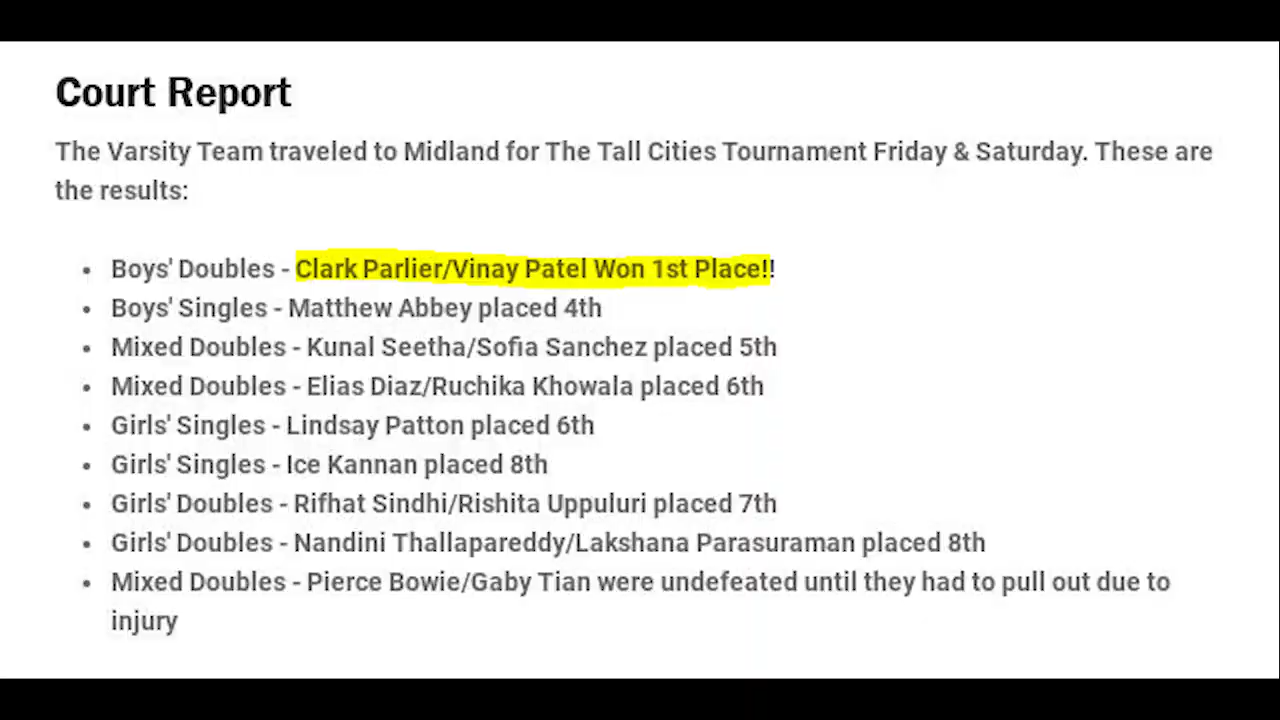 Court Report
The Varsity Team traveled to Midland for The Tall Cities Tournament Friday & Saturday. These are
the results:
• Boys' Doubles - Clark Parlier/Vinay Patel Won 1st Place!!
• Boys' Singles - Matthew Abbey placed 4th
• Mixed Doubles - Kunal Seetha/Sofia Sanchez placed 5th
• Mixed Doubles - Elias Diaz/Ruchika Khowala placed 6th
• Girls' Singles - Lindsay Patton placed 6th
• Girls' Singles - Ice Kannan placed 8th
• Girls' Doubles - Rifhat Sindhi/Rishita Uppuluri placed 7th
• Girls' Doubles - Nandini Thallapareddy/Lakshana Parasuraman placed 8th
• Mixed Doubles - Pierce Bowie/Gaby Tian were undefeated until they had to pull out due to
injury